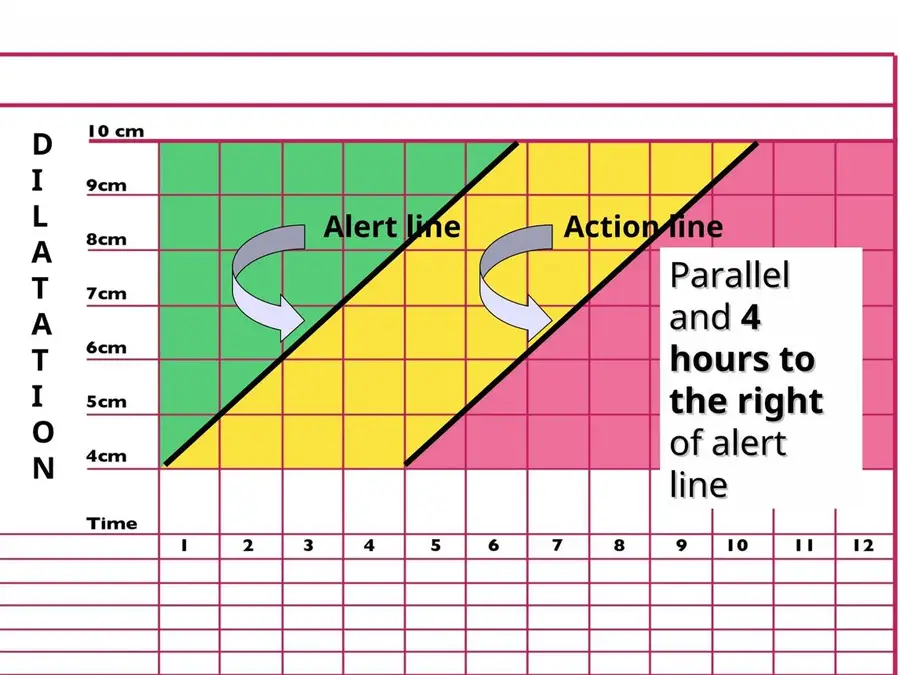 DILATATION
10 cm
9cm
8cm
7cm
6cm
5cm
4cm
Alert line
Action line
Parallel
and 4
hours to
the right
of alert
line
Time
1 2 3 4 5 6 7 8 9 10 11 12